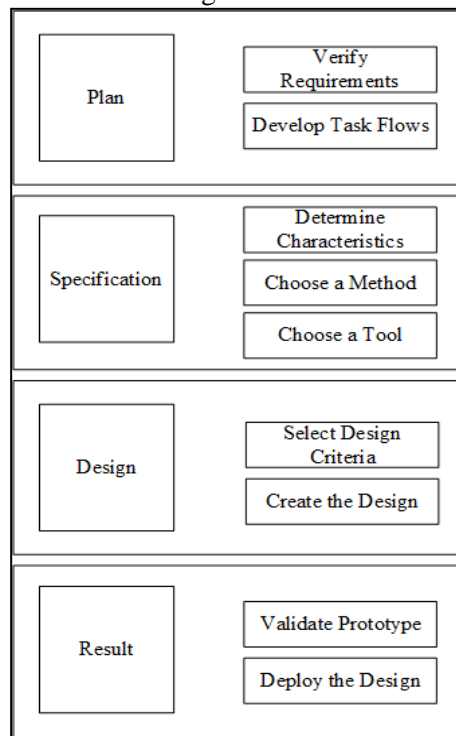 Plan
Verify
Requirements
Develop Task Flows
Specification
Determine
Characteristics
Choose a Method
Choose a Tool
Design
Select Design
Criteria
Create the Design
Result
Validate Prototype
Deploy the Design